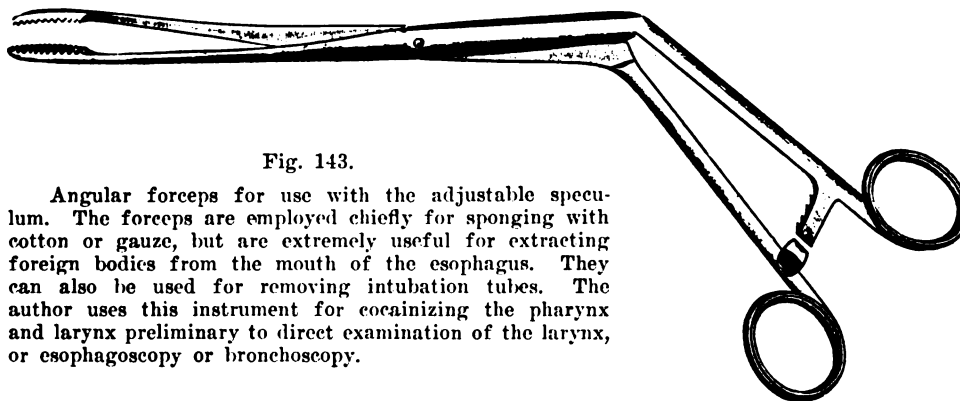 Fig. 143.
Angular forceps for use with the adjustable specu-
lum. The forceps are employed chiefly for sponging with
cotton or gauze, but are extremely useful for extracting
foreign bodies from the mouth of the esophagus. They
can also be used for removing intubation tubes. The
author uses this instrument for cocainizing the pharynx
and larynx preliminary to direct examination of the larynx,
or esophagoscopy or bronchoscopy.